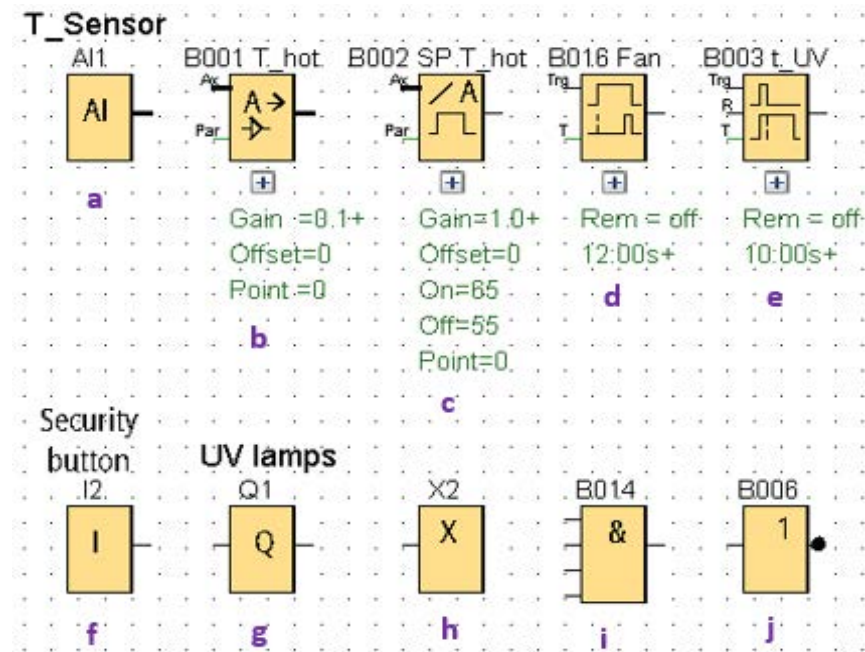 T_Sensor
AI1 B001 T_hot B002 SP T_hot B016 Fan B003 t_UV
AI
Ax
A→
Par
Ax
A
Par
Trg
T
Trg
R
T
a
Gain =0.1+
Offset=0
Point =0
b
Gain=1.0+
Offset=0
On=65
Off=55
Point=0
c
Rem = off
12:00s+
d
Rem = off
10:00s+
e
Security
button
UV lamps
I2 Q1 X2 B014 B006
I Q X & 1
f g h i j